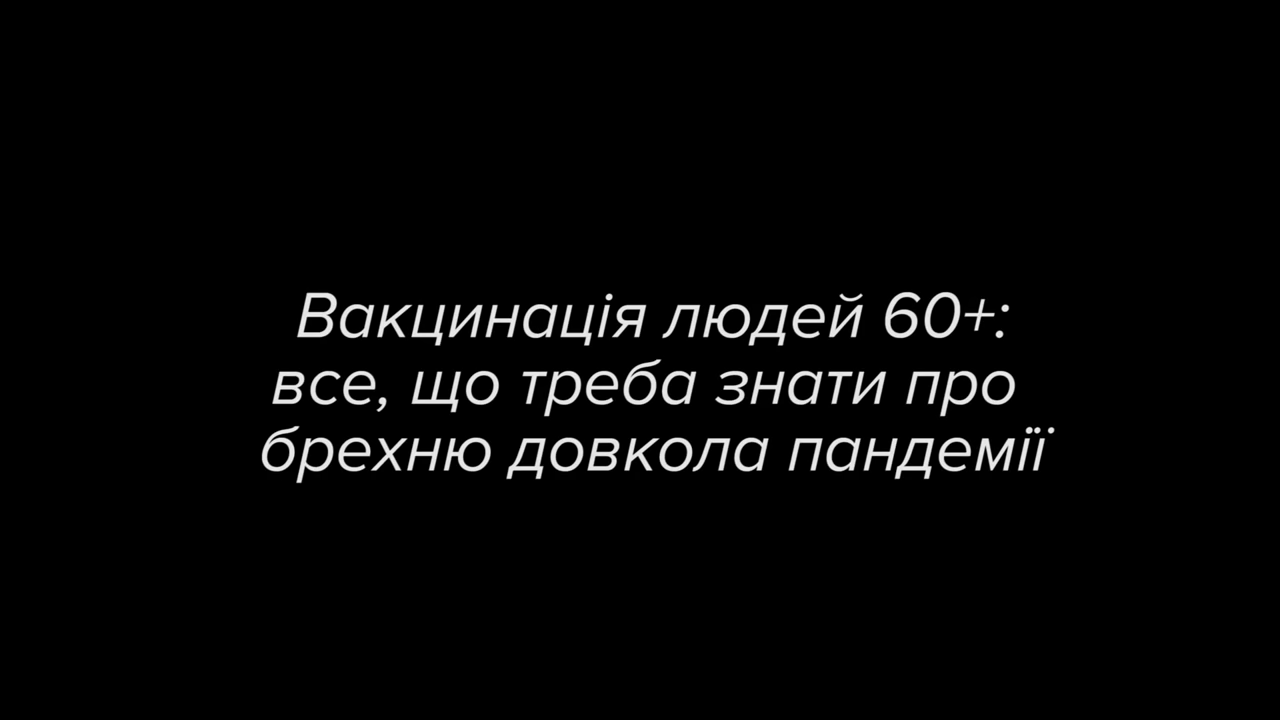 Вакцинація людей 60+:
все, що треба знати про
брехню довкола пандемії